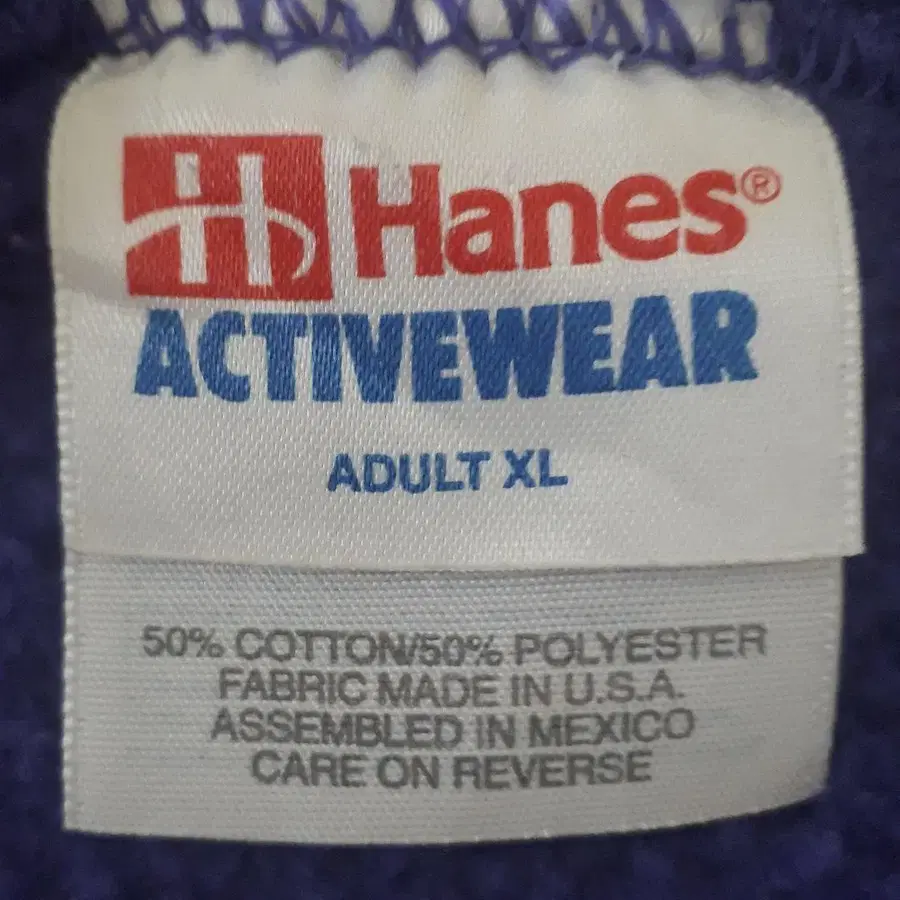 H Hanes®
ACTIVEWEAR
ADULT XL
50% COTTON/50% POLYESTER
FABRIC MADE IN U.S.A.
ASSEMBLED IN MEXICO
CARE ON REVERSE